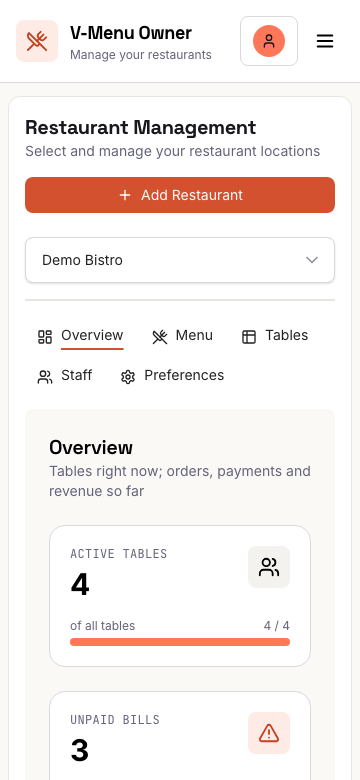 V-Menu Owner
Manage your restaurants
Restaurant Management
Select and manage your restaurant locations
Add Restaurant
Demo Bistro
Overview
Menu
Tables
Staff
Preferences
Overview
Tables right now; orders, payments and
revenue so far
ACTIVE TABLES
4
of all tables
4 / 4
UNPAID BILLS
3